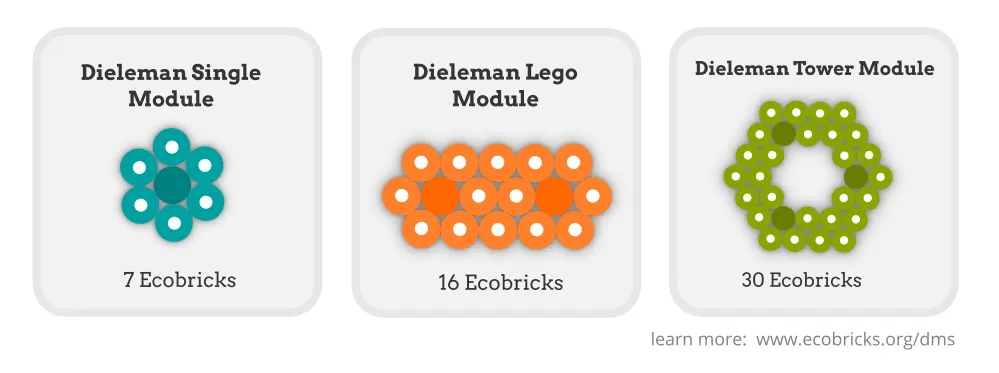 Dieleman Single
Module
7 Ecobricks
Dieleman Lego
Module
16 Ecobricks
Dieleman Tower Module
30 Ecobricks
learn more: www.ecobricks.org/dms